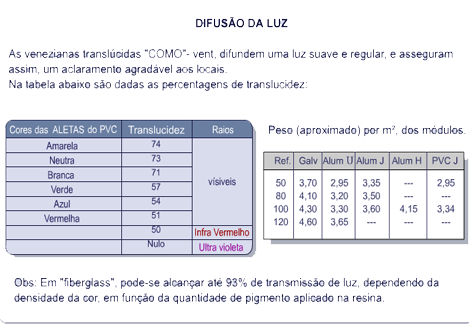 DIFUSÃO DA LUZ
As venezianas translúcidas "COMO"- vent, difundem uma luz suave e regular, e asseguram
assim, um aclaramento agradável aos locais.
Na tabela abaixo são dadas as percentagens de translucidez:
Cores das ALETAS do PVC Translucidez Raios
Amarela 74
Neutra 73
Branca 71
Verde 57
Azul 54
Vermelha 51
visíveis
50 Infra Vermelho
Nulo Ultra violeta
Peso (aproximado) por m², dos módulos.
Ref. Galv Alum U Alum J Alum H PVC J
50 3,70 2,95 3,35 --- 2,95
80 4,10 3,20 3,50 --- ---
100 4,30 3,30 3,60 4,15 3,34
120 4,60 3,65 --- --- ---
Obs: Em "fiberglass", pode-se alcançar até 93% de transmissão de luz, dependendo da
densidade da cor, em função da quantidade de pigmento aplicado na resina.